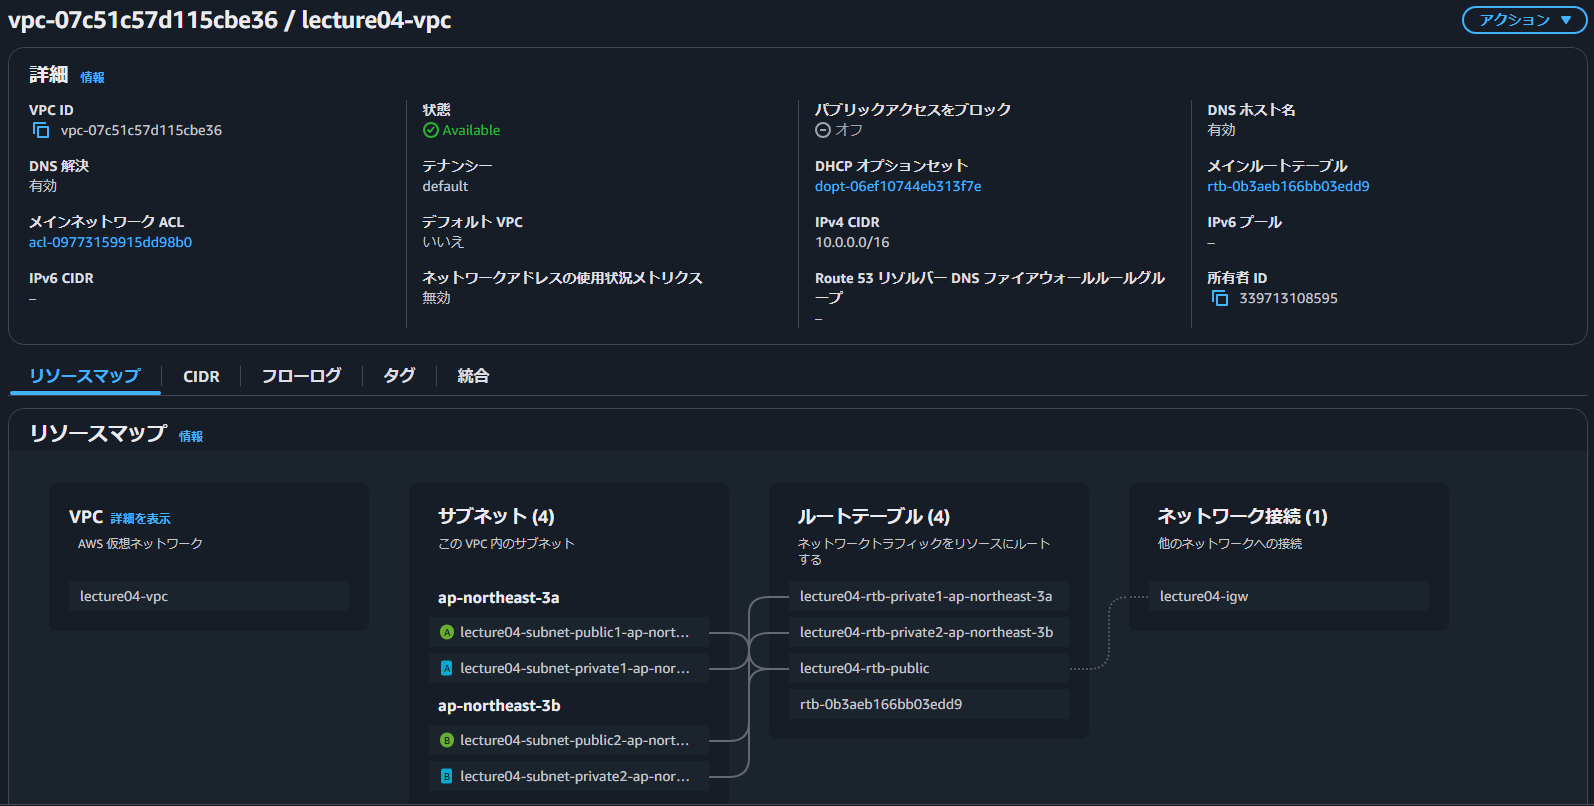 vpc-07c51c57d115cbe36 / lecture04-vpc
アクション
詳細 情報
VPC ID
vpc-07c51c57d115cbe36
状態
Available
パブリックアクセスをブロック
オフ
DNS ホスト名
有効
DNS 解決
有効
テナンシー
default
DHCP オプションセット
dopt-06ef10744eb313f7e
メインルートテーブル
rtb-0b3aeb166bb03edd9
メインネットワーク ACL
acl-09773159915dd98b0
デフォルト VPC
いいえ
IPv4 CIDR
10.0.0.0/16
IPv6 プール
–
IPv6 CIDR
–
ネットワークアドレスの使用状況メトリクス
無効
Route 53 リゾルバー DNS ファイアウォールルールグル
ープ
–
所有者 ID
339713108595
リソースマップ
CIDR
フローログ
タグ
統合
リソースマップ 情報
VPC 詳細を表示
AWS 仮想ネットワーク
lecture04-vpc
サブネット (4)
この VPC 内のサブネット
ap-northeast-3a
A lecture04-subnet-public1-ap-nort...
A lecture04-subnet-private1-ap-nor...
ap-northeast-3b
B lecture04-subnet-public2-ap-nort...
B lecture04-subnet-private2-ap-nor...
ルートテーブル (4)
ネットワークトラフィックをリソースにルート
する
lecture04-rtb-private1-ap-northeast-3a
lecture04-rtb-private2-ap-northeast-3b
lecture04-rtb-public
rtb-0b3aeb166bb03edd9
ネットワーク接続 (1)
他のネットワークへの接続
lecture04-igw